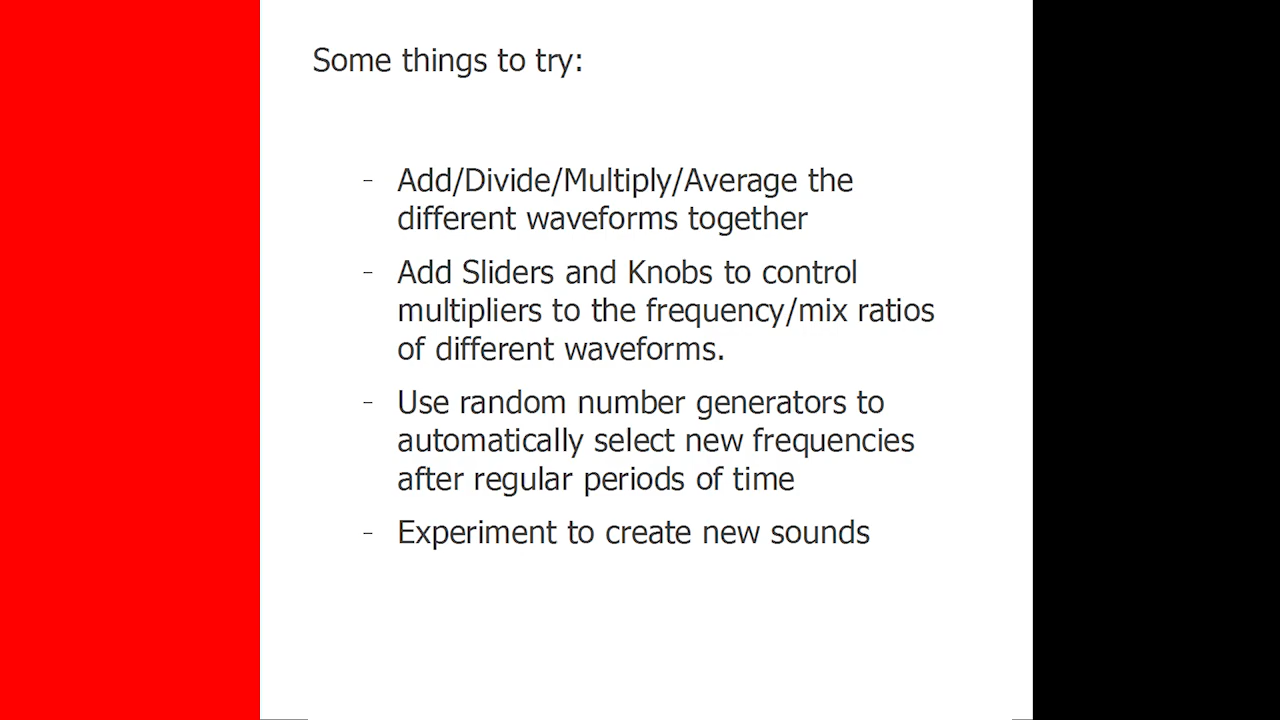 Some things to try:
- Add/Divide/Multiply/Average the
different waveforms together
- Add Sliders and Knobs to control
multipliers to the frequency/mix ratios
of different waveforms.
- Use random number generators to
automatically select new frequencies
after regular periods of time
- Experiment to create new sounds